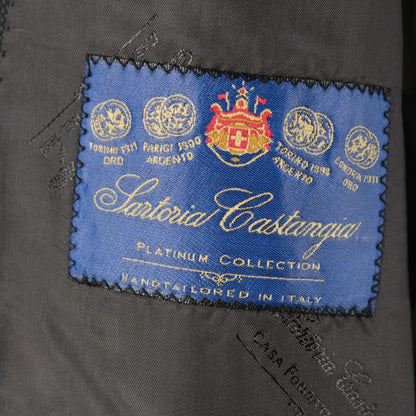 TORINO 1911
ORO
PARIGI 1900
ARGENTO
TORINO 1898
ARGENTO
LONDRA 1911
ORO
Sartoria Castangia
PLATINUM COLLECTION
HANDTAILORED IN ITALY
CASA FONDE